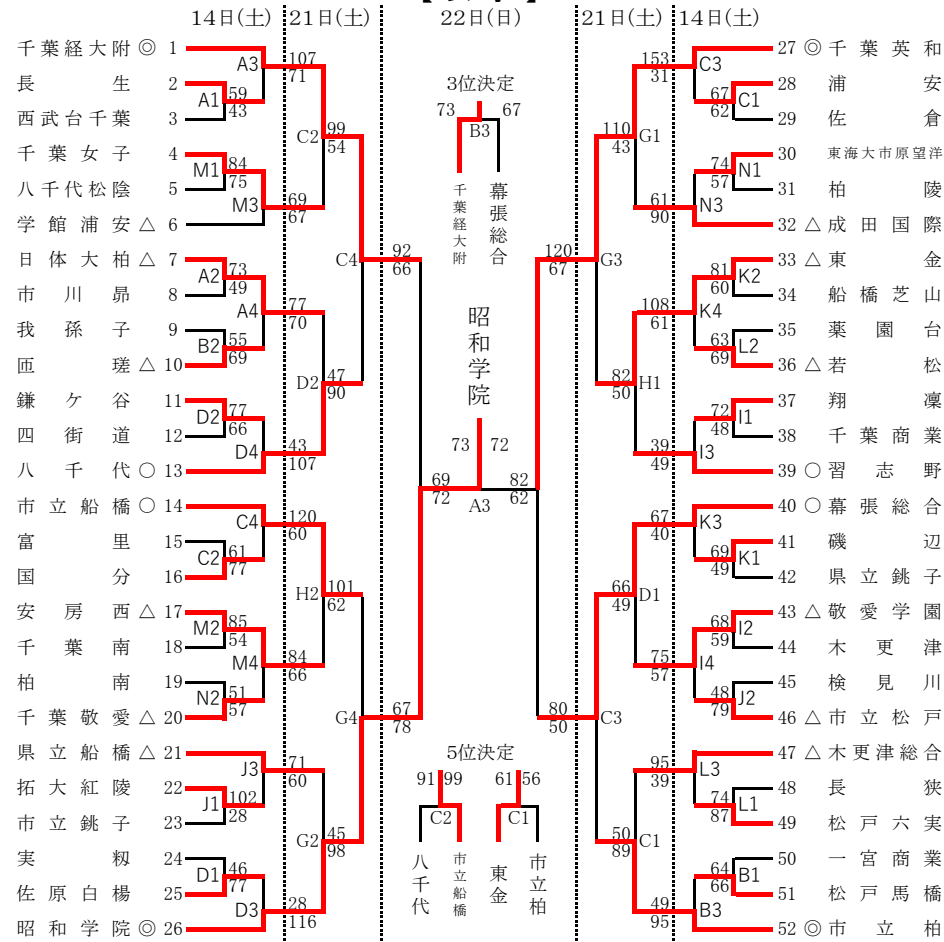 14日(土) 21日(土) 22日(日) 21日(土) 14日(土)
千葉経大附 ◎ 1
長生 2
西武台千葉 3
千葉女子 4
八千代松陰 5
学館浦安 △ 6
日体大柏 △ 7
市川昴 8
我孫子 9
匝瑳 △ 10
鎌ケ谷 11
四街道 12
八千代 ○ 13
市立船橋 ○ 14
富里 15
国分 16
安房西 △ 17
千葉南 18
柏南 19
千葉敬愛 △ 20
県立船橋 △ 21
拓大紅陵 22
市立銚子 23
実籾 24
佐原白楊 25
昭和学院 ◎ 26
A3
A1 59 43
M1 84 75
M3
A2 73 49
A4
B2 55 69
D2 77 66
D4
C4
C2 61 77
M2 85 54
M4
N2 51 57
J3
J1 102 28
D1 46 77
D3
107 71
C2
69 67
77 70
D2
43 107
120 60
H2
84 66
71 60
G2
28 116
99 54
C4
47 90
101 62
G4
45 98
92 66
67 78
3位決定
73 67
B3
千葉経大附
幕張総合
昭和学院
73 72
69 72
A3
82 62
5位決定
91 99
C2
八千代
市立船橋
61 56
C1
東金
市立柏
120 67
80 50
110 43
G3
82 50
66 49
C3
50 89
153 31
G1
61 90
108 61
H1
39 49
67 40
D1
75 57
95 39
C1
49 95
C3
67 62 C1
74 57 N1
N3
81 60 K2
K4
63 69 L2
72 48 I1
I3
K3
69 49 K1
68 59 I2
I4
48 79 J2
L3
74 87 L1
64 66 B1
B3
27 ◎ 千葉英和
28 浦安
29 佐倉
30 東海大市原望洋
31 柏陵
32 △ 成田国際
33 △ 東金
34 船橋芝山
35 薬園台
36 △ 若松
37 翔凜
38 千葉商業
39 ○ 習志野
40 ○ 幕張総合
41 磯辺
42 県立銚子
43 △ 敬愛学園
44 木更津
45 検見川
46 △ 市立松戸
47 △ 木更津総合
48 長狭
49 松戸六実
50 一宮商業
51 松戸馬橋
52 ◎ 市立柏